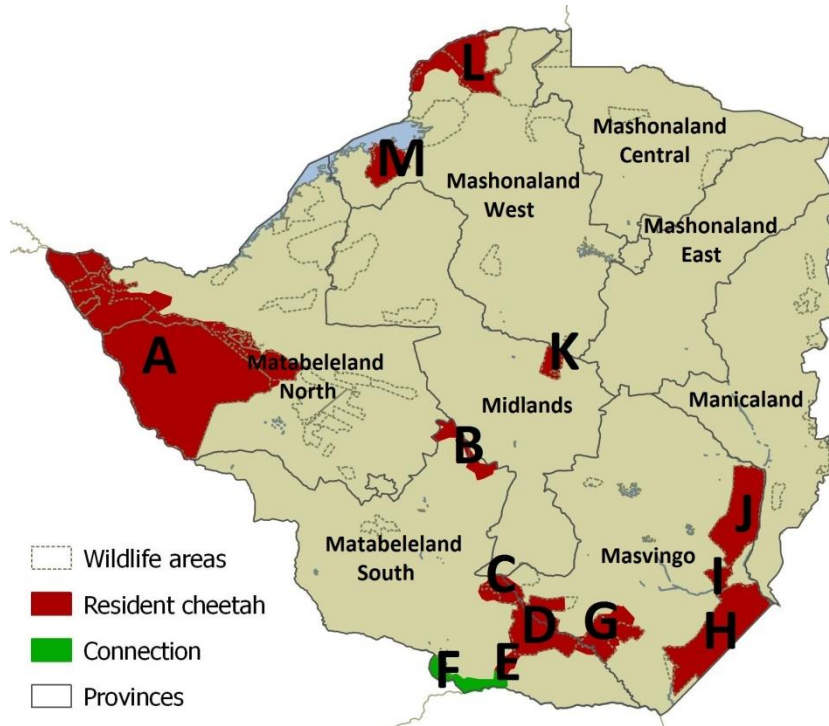 L
Mashonaland
Central
M
Mashonaland
West
Mashonaland
East
A
K
Matabeleland
North
Midlands
Manicaland
B
J
Matabeleland
South
Masvingo
I
C
D
G
H
E
F
Wildlife areas
Resident cheetah
Connection
Provinces